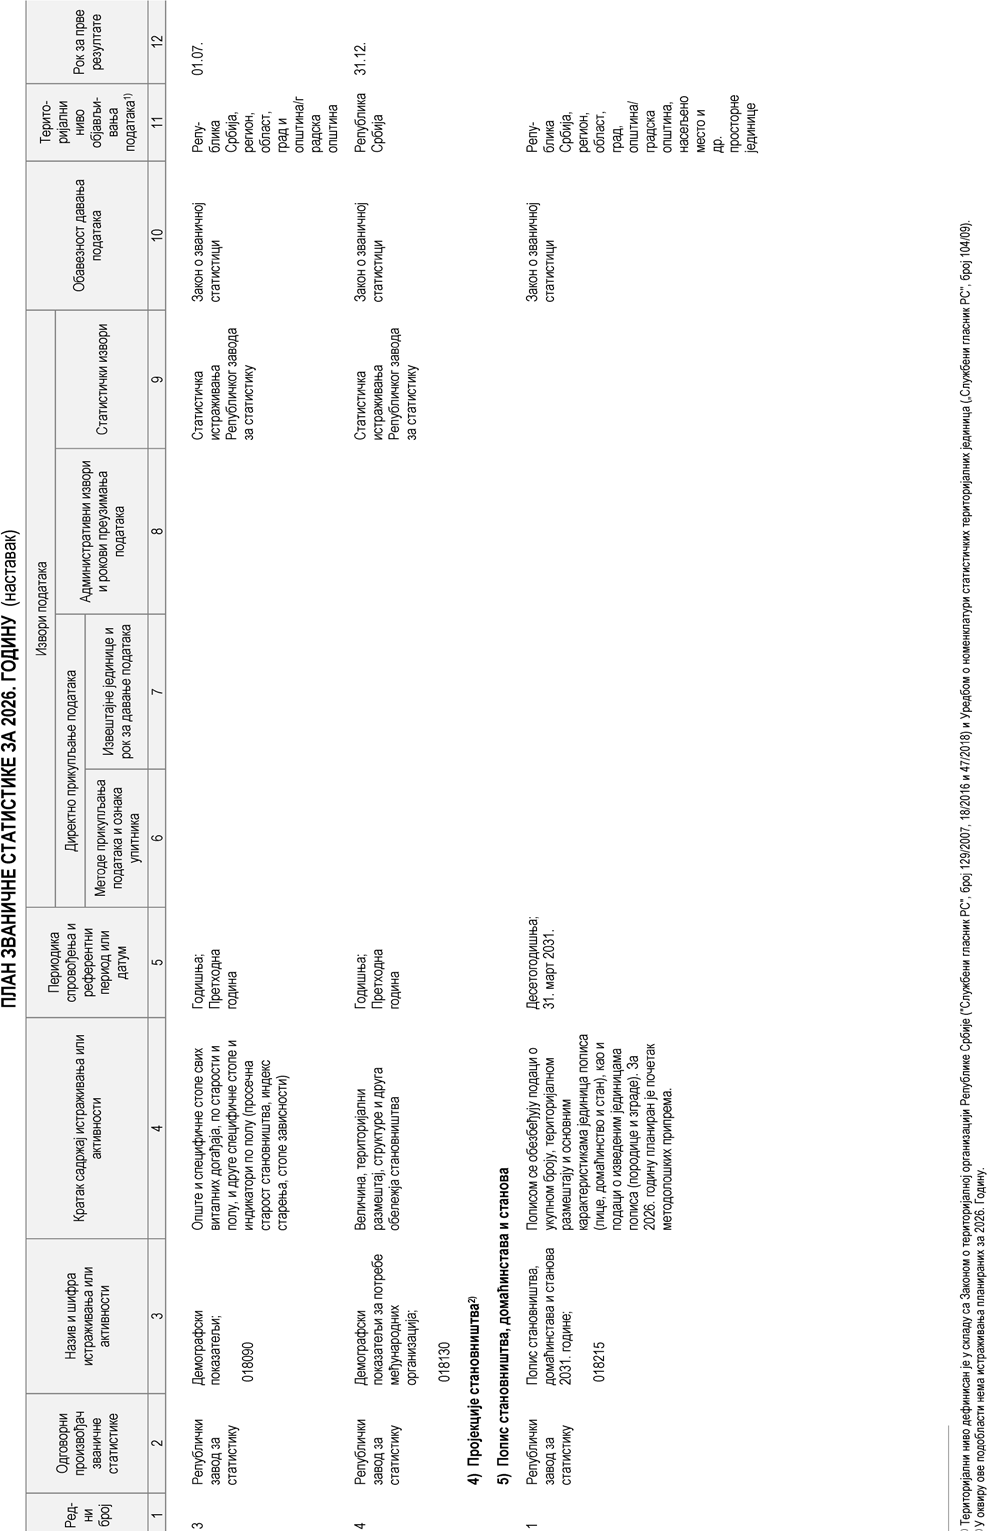 ПЛАН ЗВАНИЧНЕ СТАТИСТИКЕ ЗА 2026. ГОДИНУ (наставак)
Ред-
ни
број
Одговорни
произвођач
званичне
статистике
Назив и шифра
истраживања или
активности
Кратак садржај истраживања или
активности
Периодика
спровођења и
референтни
период или
датум
Извори података
Директно прикупљање података
Методе прикупљања
података и ознака
упитника
Извештајне јединице и
рок за давање података
Административни извори
и рокови преузимања
података
Статистички извори
Обавезност давања
података
Терито-
ријални
ниво
објављи-
вања
података1)
Рок за прве
резултате
1 2 3 4 5 6 7 8 9 10 11 12
3
Републички
завод за
статистику
Демографски
показатељи;
018090
Опште и специфичне стопе свих
виталних догађаја, по старости и
полу, и друге специфичне стопе и
индикатори по полу (просечна
старост становништва, индекс
старења, стопе зависности)
Годишња;
Претходна
година
Статистичка
истраживања
Републичког завода
за статистику
Закон о званичној
статистици
Репу-
блика
Србија,
регион,
област,
град и
општина/г
радска
општина
01.07.
4
Републички
завод за
статистику
Демографски
показатељи за потребе
међународних
организација;
018130
Величина, територијални
размештај, структуре и друга
обележја становништва
Годишња;
Претходна
година
Статистичка
истраживања
Републичког завода
за статистику
Закон о званичној
статистици
Република
Србија
31.12.
4) Пројекције становништва2)
5) Попис становништва, домаћинстава и станова
1
Републички
завод за
статистику
Попис становништва,
домаћинстава и станова
2031. године;
018215
Пописом се обезбеђују подаци о
укупном броју, територијалном
размештају и основним
карактеристикама јединица пописа
(лице, домаћинство и стан), као и
подаци о изведеним јединицама
пописа (породице и зграде). За
2026. годину планиран је почетак
методолошких припрема.
Десетогодишња;
31. март 2031.
Закон о званичној
статистици
Репу-
блика
Србија,
регион,
област,
град,
општина/
градска
општина,
насељено
место и
др.
просторне
јединице
) Територијални ниво дефинисан је у складу са Законом о територијалној организацији Републике Србије ("Службени гласник РС", број 129/2007, 18/2016 и 47/2018) и Уредбом о номенклатури статистичких територијалних јединица („Службени гласник РС", број 104/09).
) У оквиру ове подобласти нема истраживања планираних за 2026. Годину.